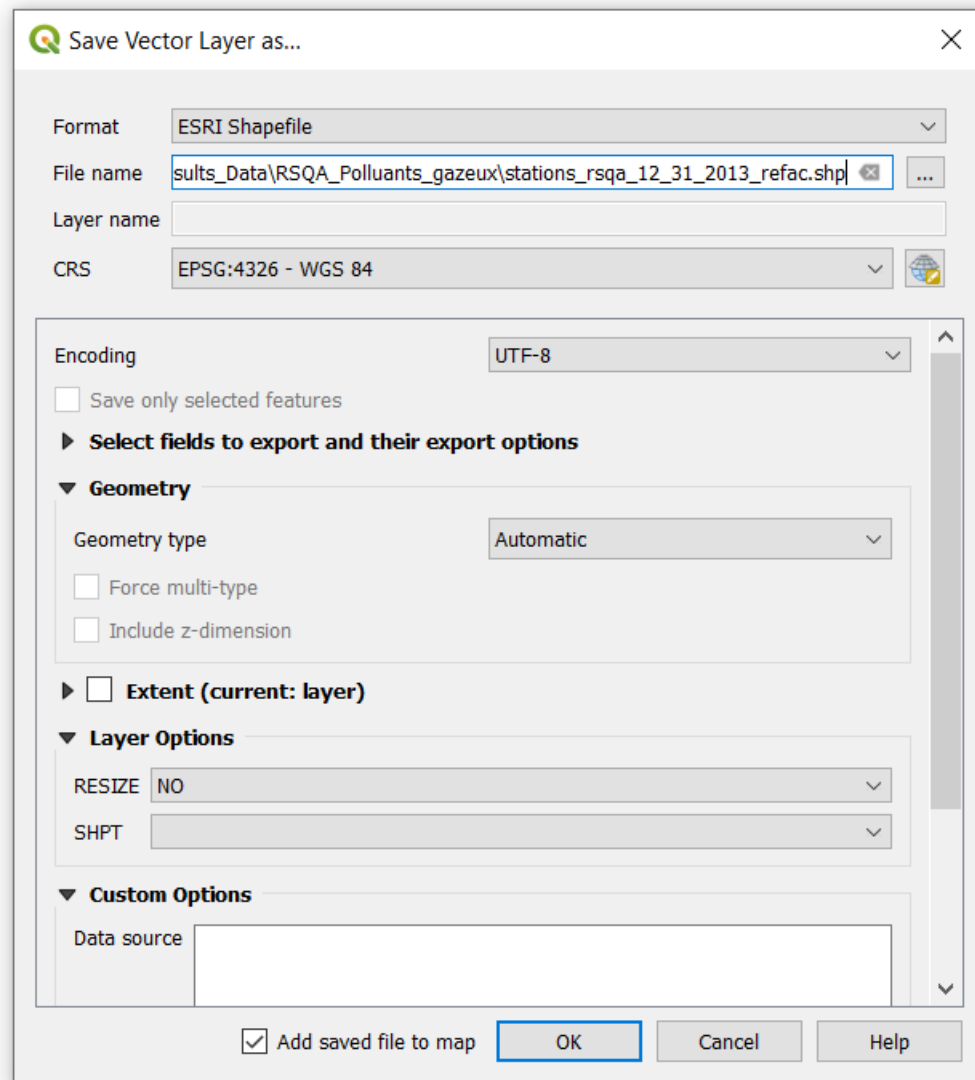 Save Vector Layer as...
Format ESRI Shapefile
File name sults_Data\RSQA_Polluants_gazeux\stations_rsqa_12_31_2013_refac.shp ...
Layer name
CRS EPSG:4326 - WGS 84
Encoding UTF-8
Save only selected features
Select fields to export and their export options
Geometry
Geometry type Automatic
Force multi-type
Include z-dimension
Extent (current: layer)
Layer Options
RESIZE NO
SHPT
Custom Options
Data source
Add saved file to map OK Cancel Help